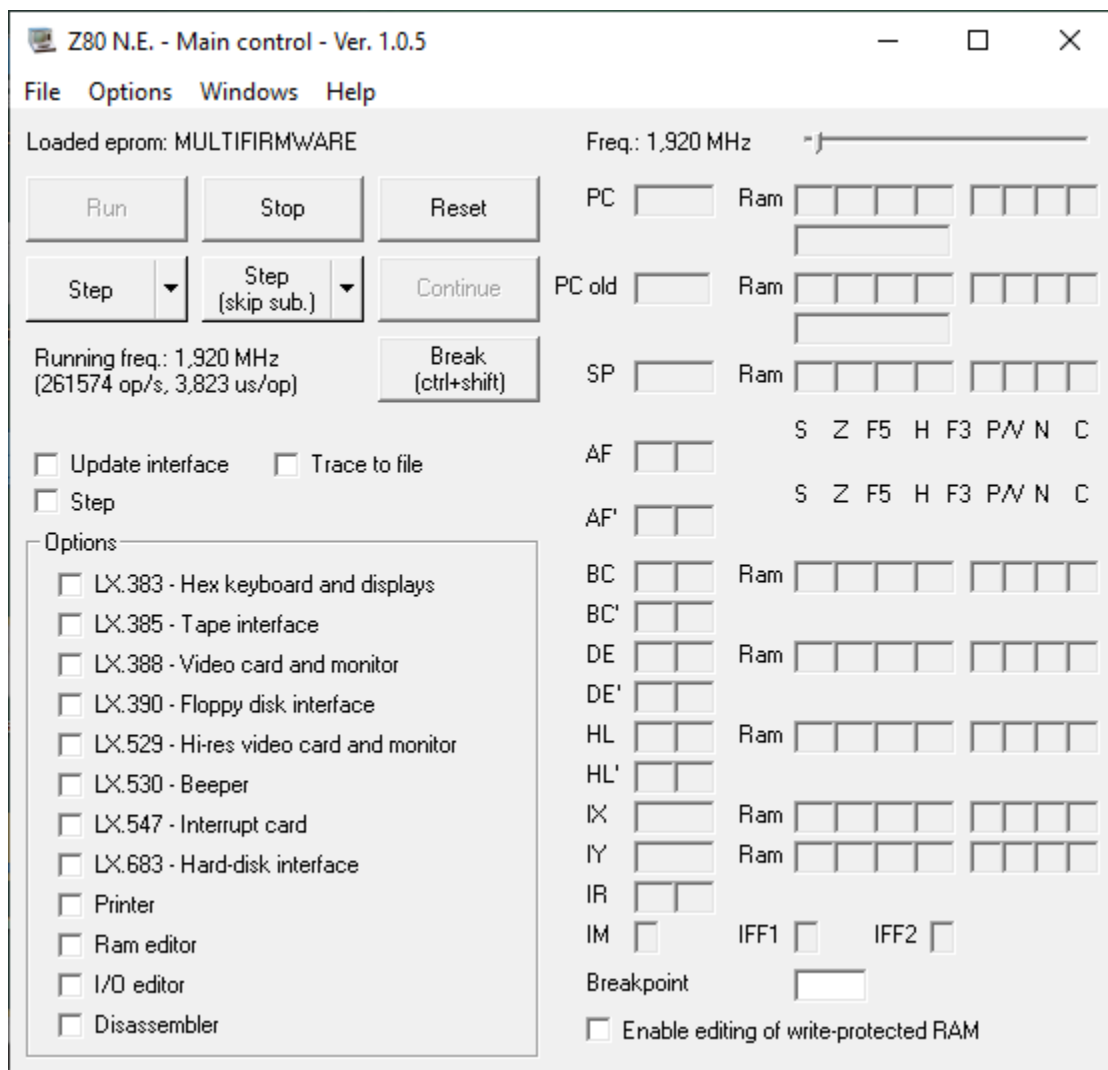 Z80 N.E. - Main control - Ver. 1.0.5
File Options Windows Help
Loaded eprom: MULTIFIRMWARE
Freq.: 1,920 MHz
Run Stop Reset
PC Ram
Step Step (skip sub.) Continue
PC old Ram
Running freq.: 1,920 MHz
(261574 op/s, 3,823 us/op)
Break
(ctrl+shift)
SP Ram
S Z F5 H F3 P/V N C
AF
Update interface Trace to file
Step
S Z F5 H F3 P/V N C
AF'
Options
LX.383 - Hex keyboard and displays
LX.385 - Tape interface
LX.388 - Video card and monitor
LX.390 - Floppy disk interface
LX.529 - Hi-res video card and monitor
LX.530 - Beeper
LX.547 - Interrupt card
LX.683 - Hard-disk interface
Printer
Ram editor
I/O editor
Disassembler
BC Ram
BC'
DE Ram
DE'
HL Ram
HL'
IX Ram
IY Ram
IR
IM IFF1 IFF2
Breakpoint
Enable editing of write-protected RAM